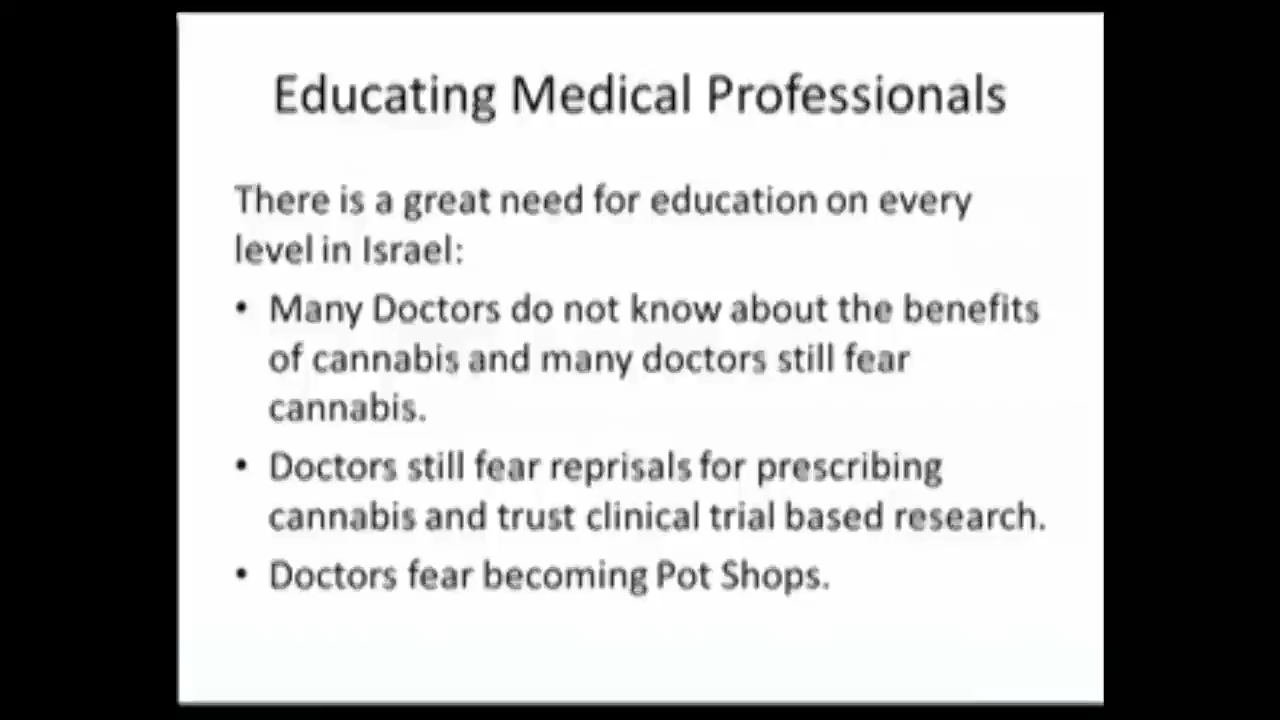 Educating Medical Professionals
There is a great need for education on every
level in Israel:
• Many Doctors do not know about the benefits
of cannabis and many doctors still fear
cannabis.
• Doctors still fear reprisals for prescribing
cannabis and trust clinical trial based research.
• Doctors fear becoming Pot Shops.